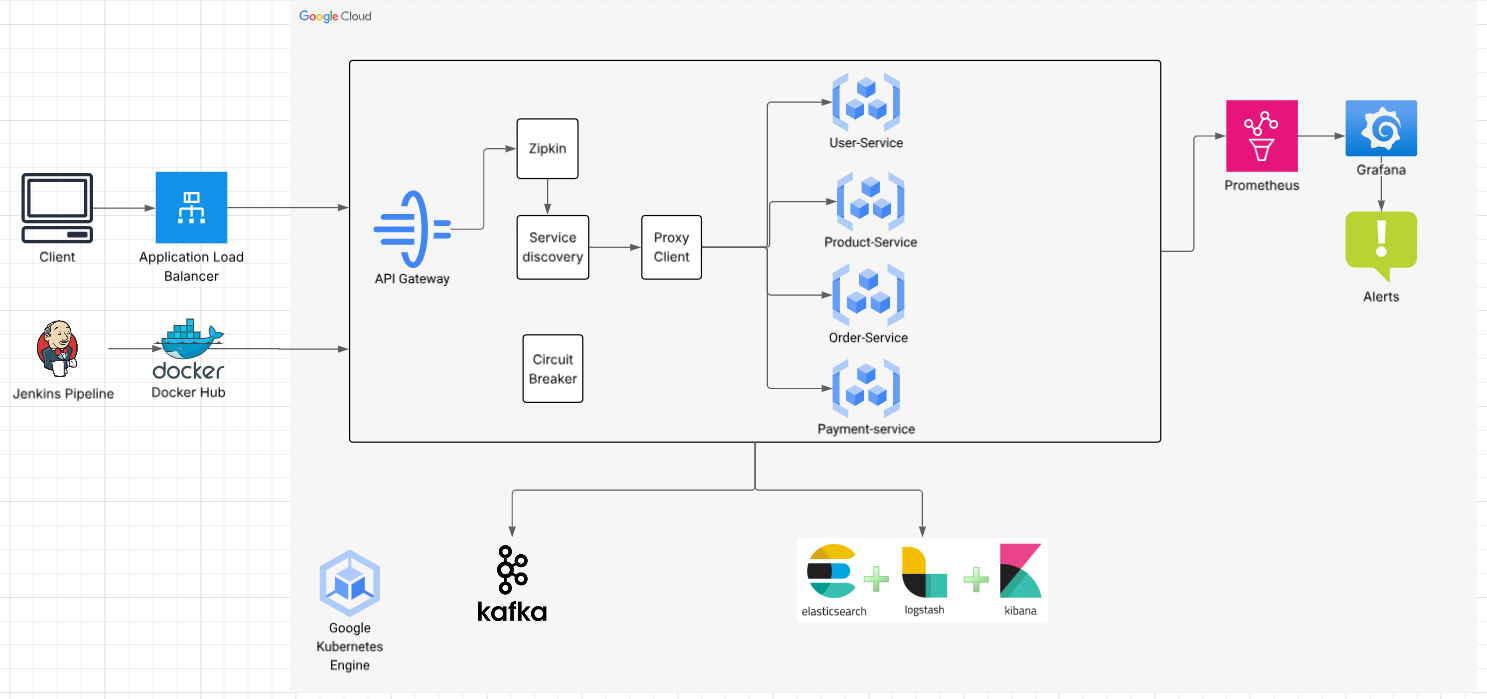 Google Cloud
Zipkin
User-Service
Prometheus
Grafana
Client
Application Load
Balancer
API Gateway
Service
discovery
Proxy
Client
Product-Service
Alerts
Jenkins Pipeline
docker
Docker Hub
Circuit
Breaker
Order-Service
Payment-service
Google
Kubernetes
Engine
kafka
elasticsearch
logstash
kibana